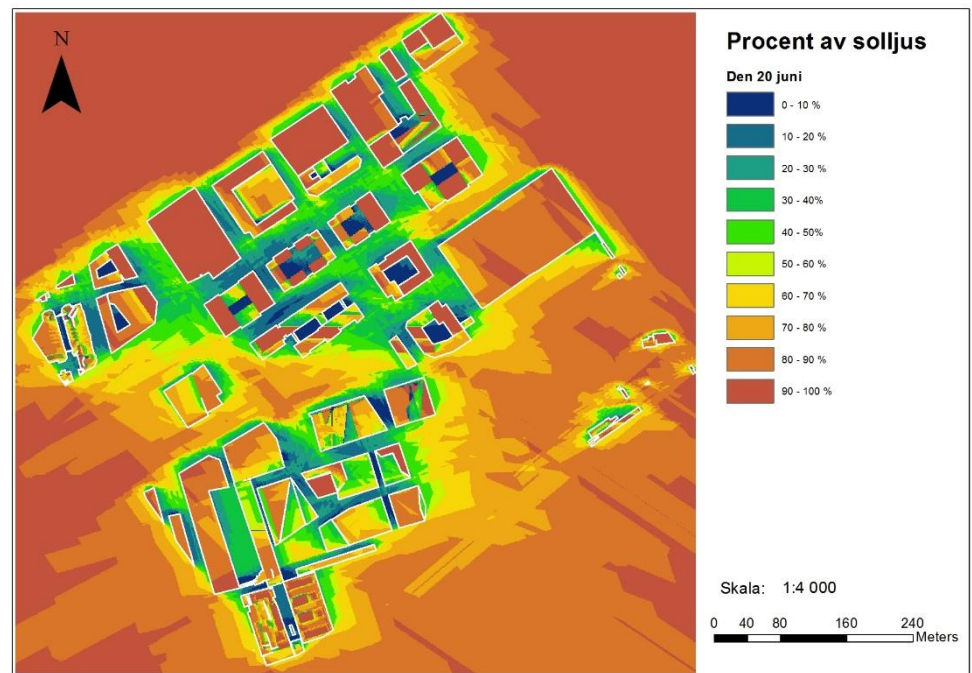 N
Procent av solljus
Den 20 juni
0 - 10 %
10 - 20 %
20 - 30 %
30 - 40%
40 - 50%
50 - 60 %
60 - 70 %
70 - 80 %
80 - 90 %
90 - 100 %
Skala: 1:4 000
0 40 80 160 240
Meters